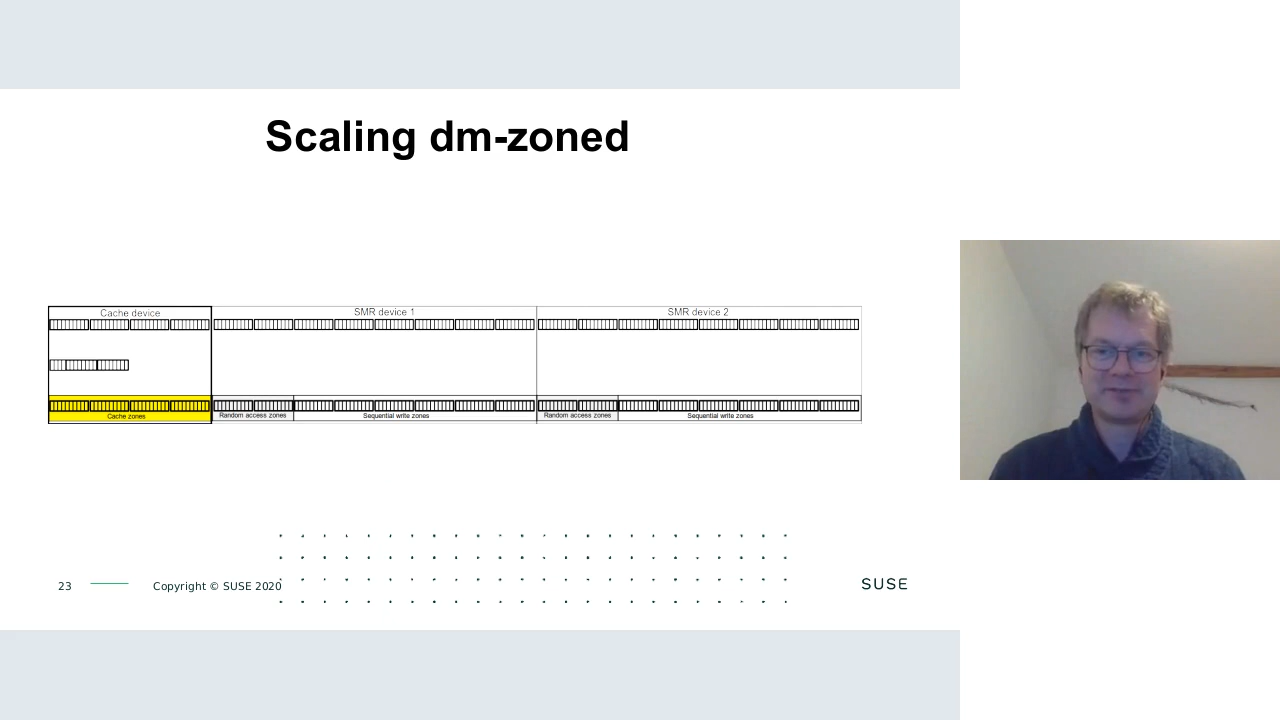 Scaling dm-zoned
Cache device
SMR device 1
SMR device 2
Cache zones
Random access zones
Sequential write zones
Random access zones
Sequential write zones
23
Copyright © SUSE 2020
SUSE